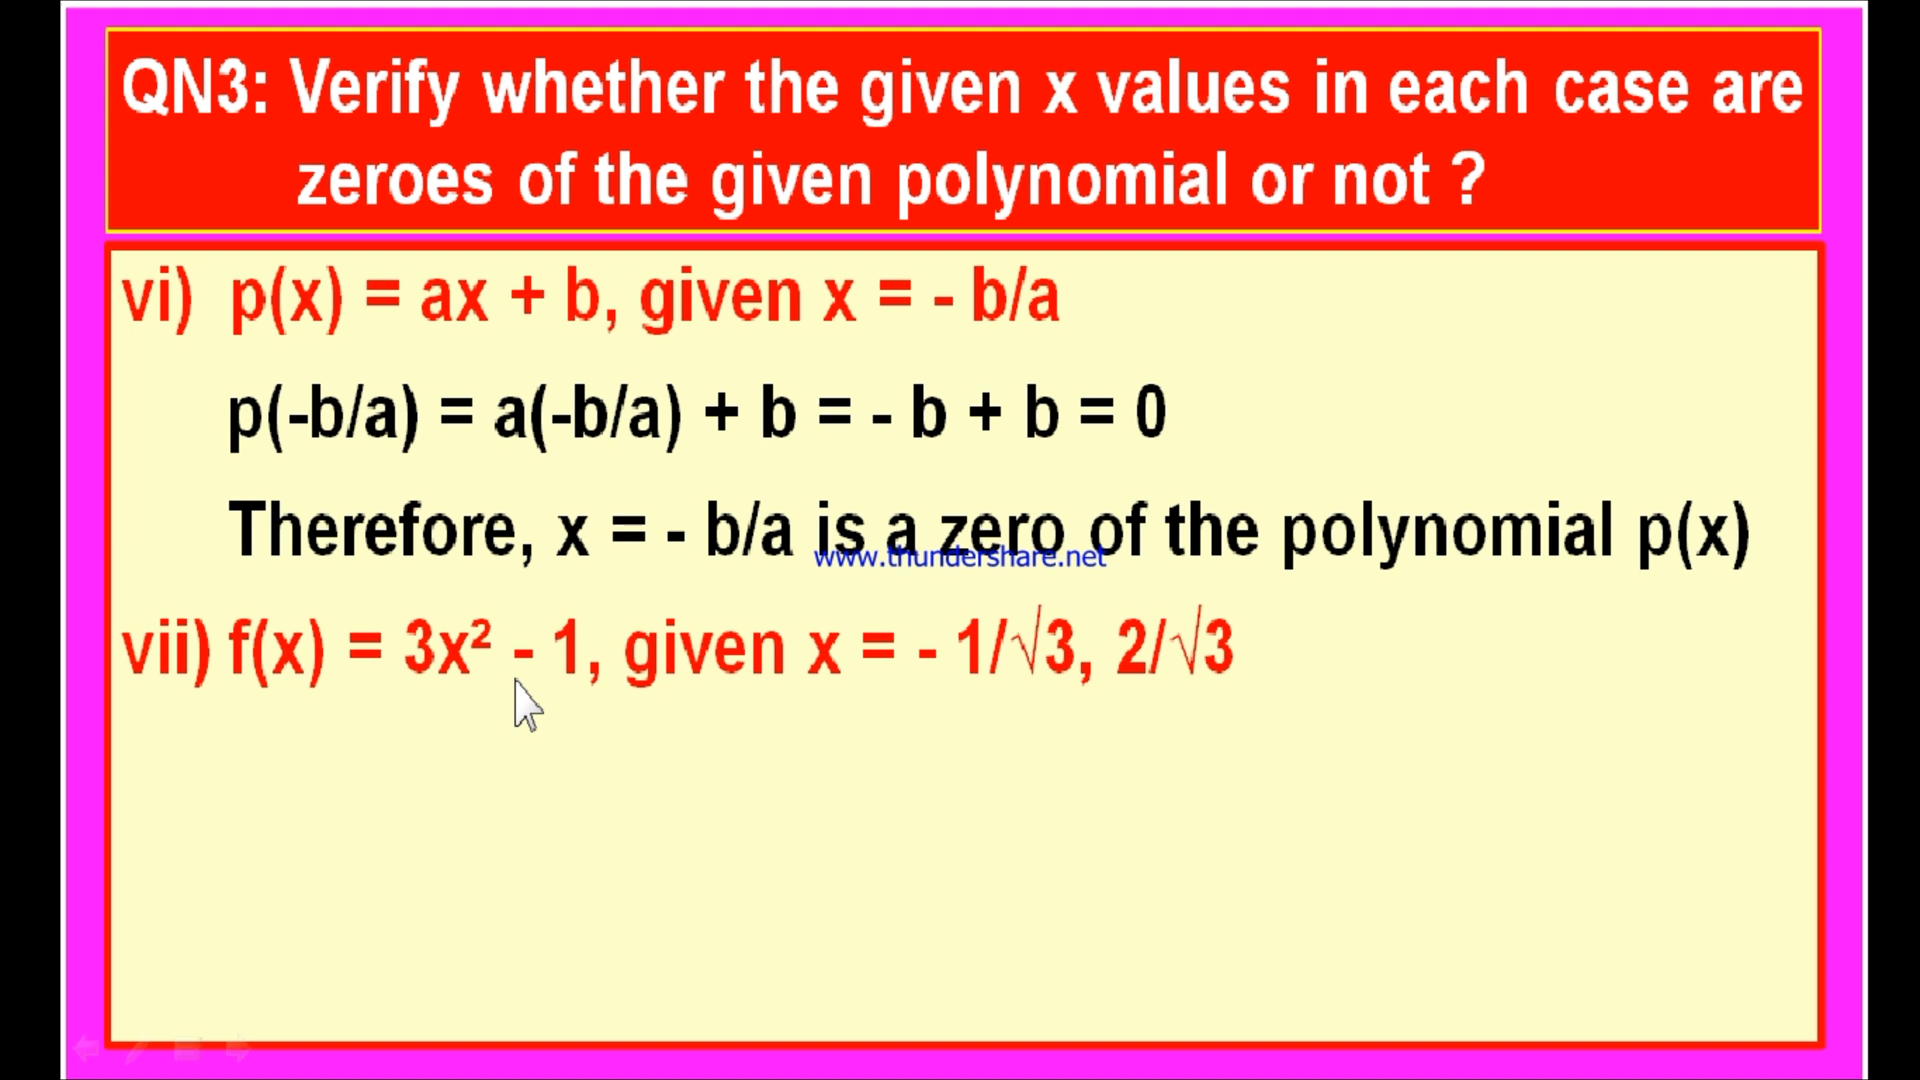 QN3: Verify whether the given x values in each case are
zeroes of the given polynomial or not ?
vi) p(x) = ax + b, given x = - b/a
p(-b/a) = a(-b/a) + b = - b + b = 0
Therefore, x = - b/a is a zero of the polynomial p(x)
www.thundershare.net
vii) f(x) = 3x² - 1, given x = - 1/√3, 2/√3